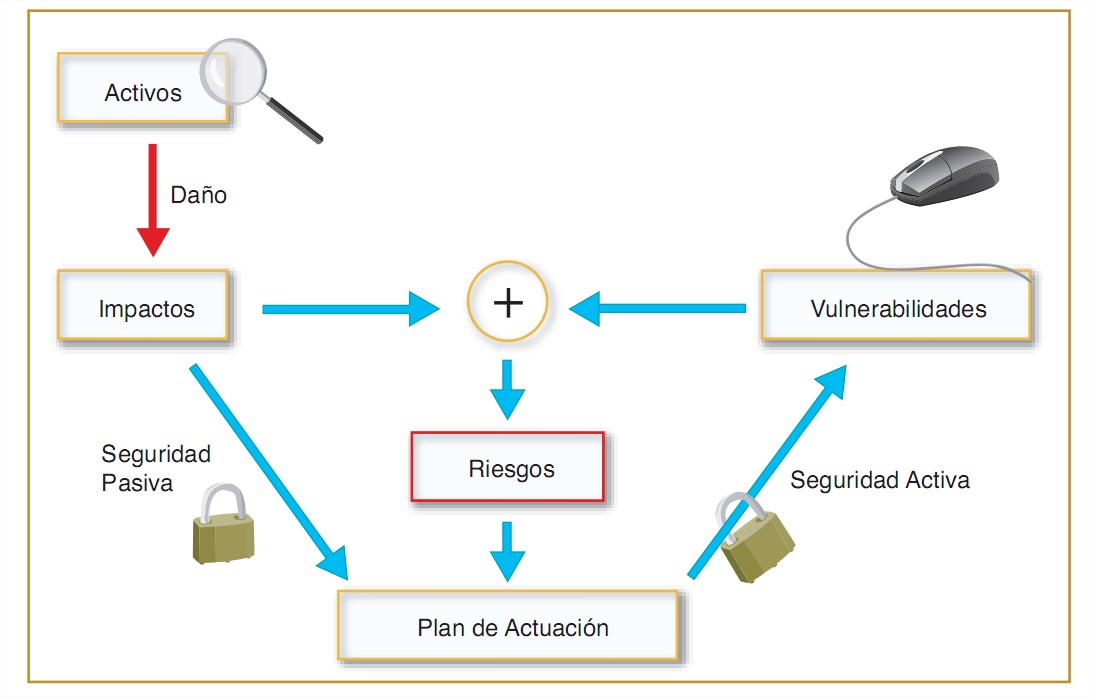 Activos
Daño
Impactos
+
Vulnerabilidades
Seguridad
Pasiva
Riesgos
Seguridad Activa
Plan de Actuación